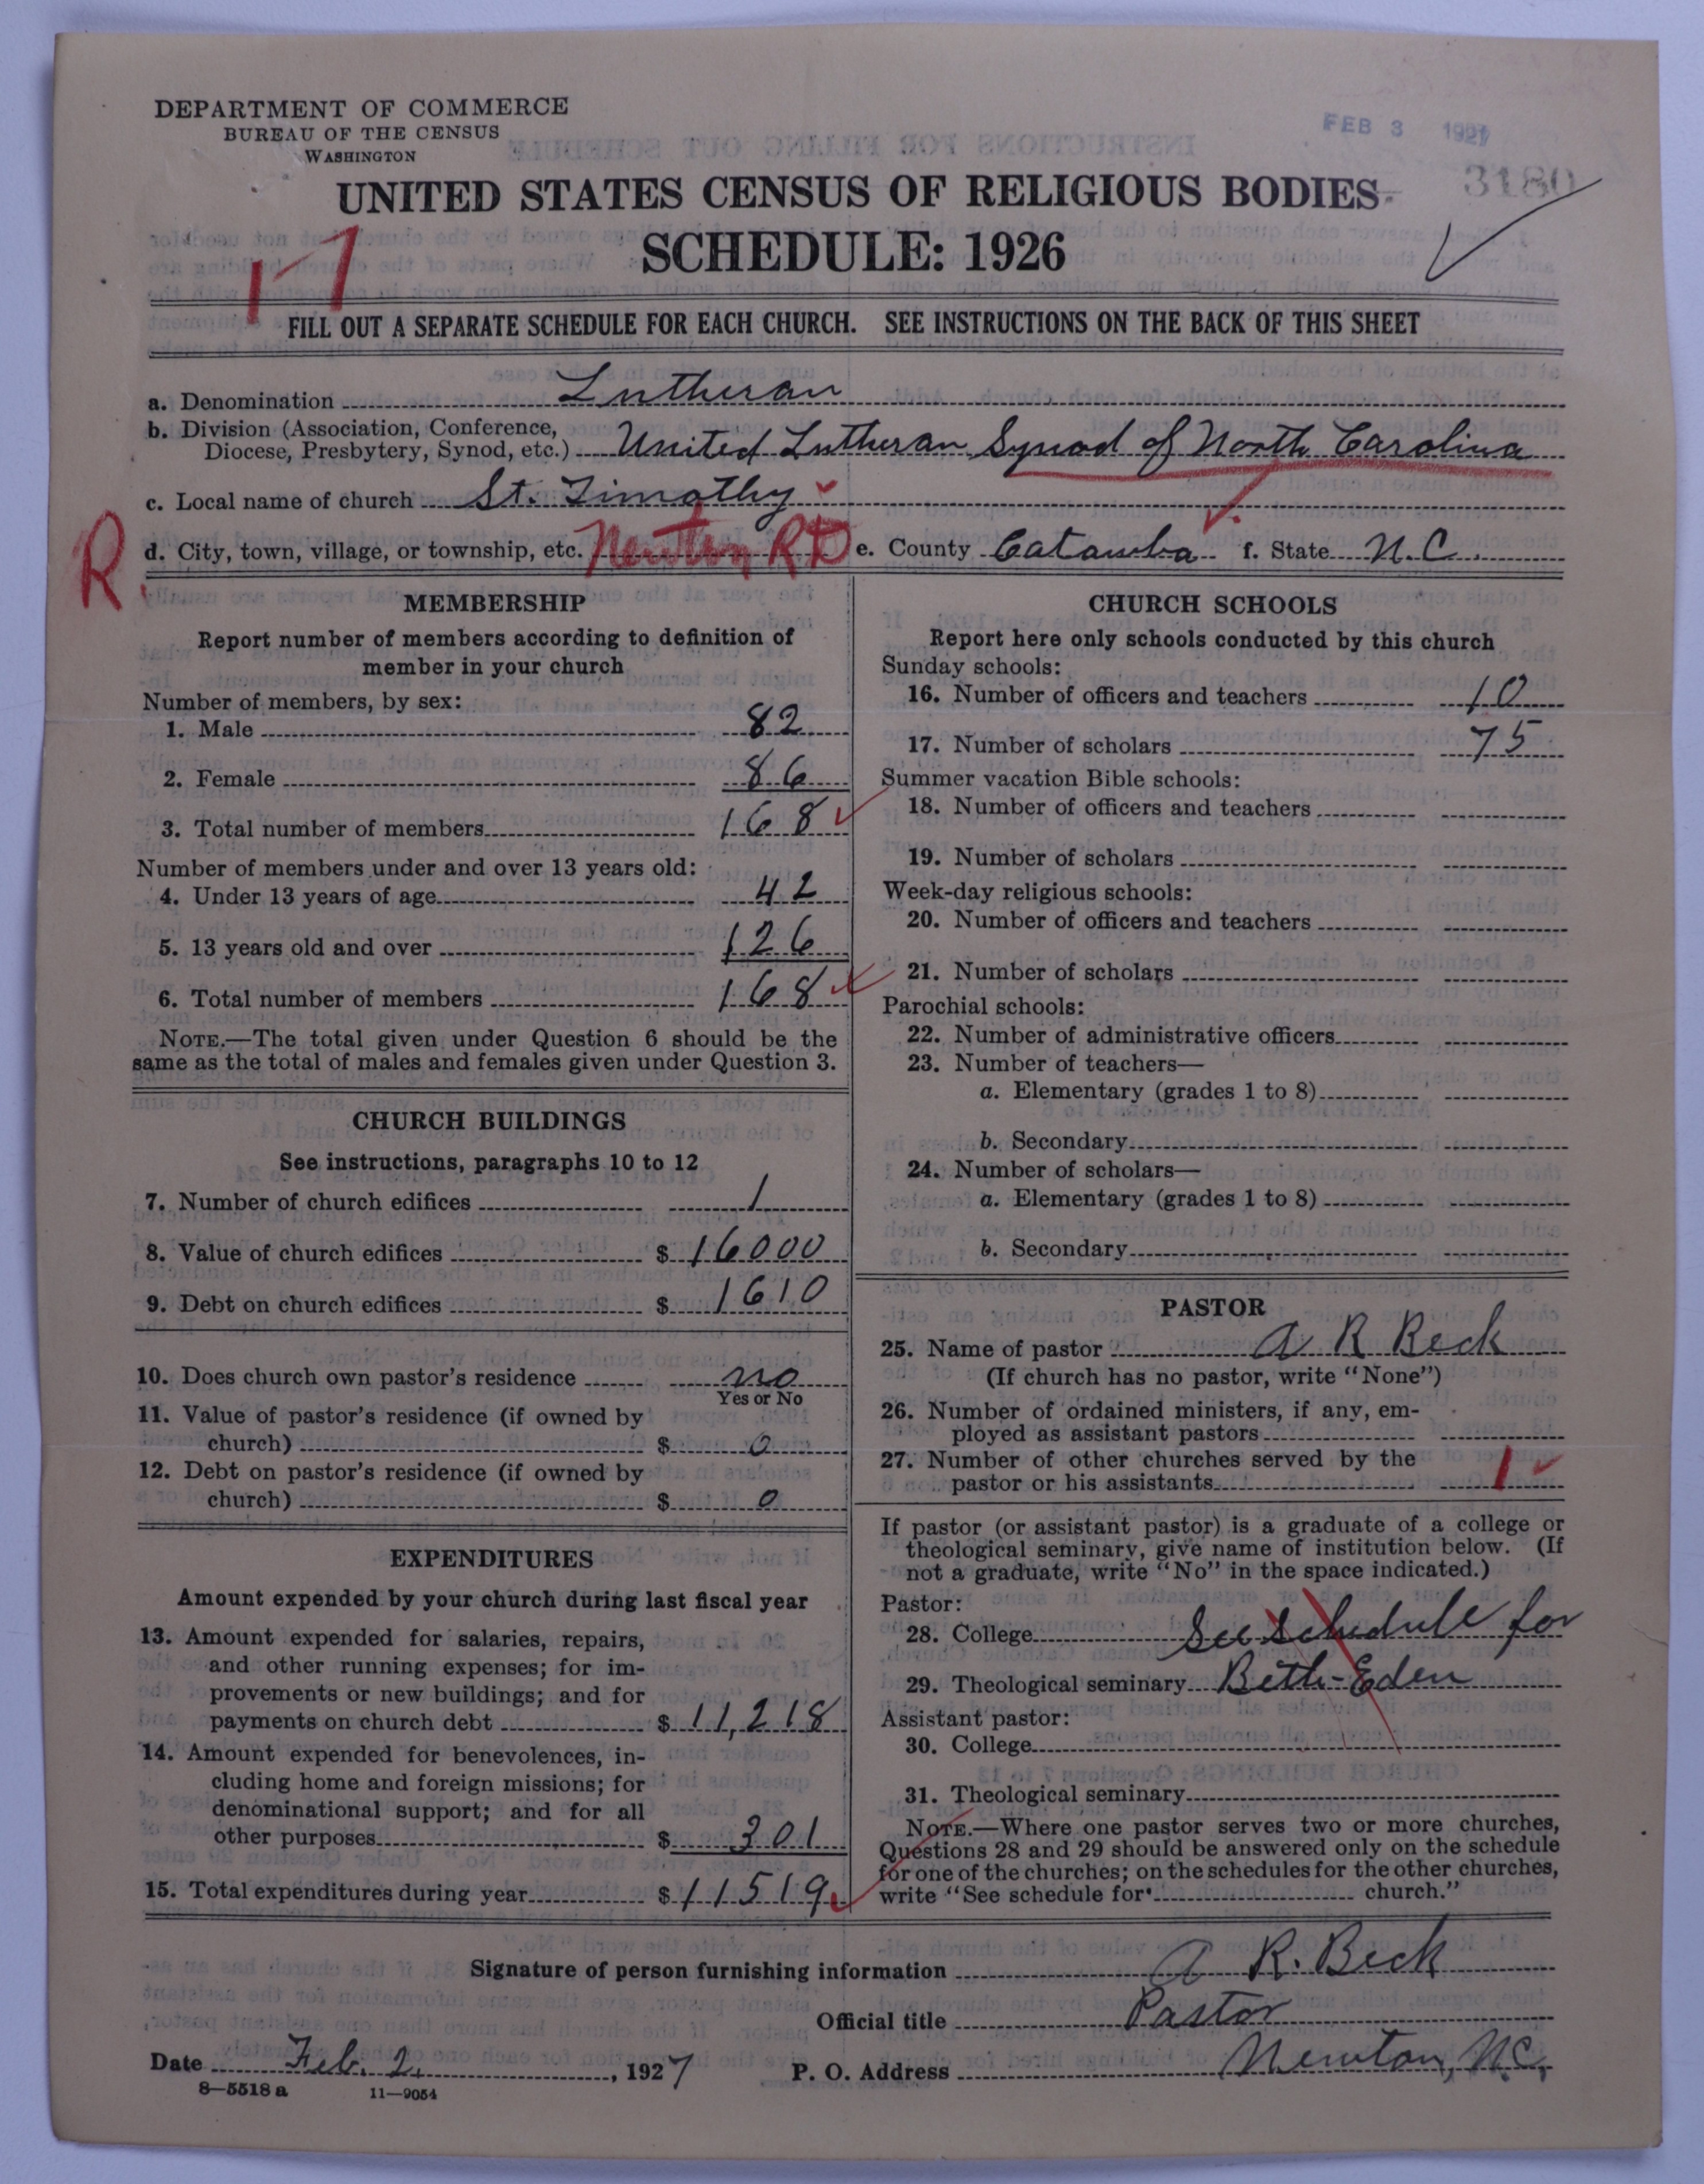 DEPARTMENT OF COMMERCE
BUREAU OF THE CENSUS
WASHINGTON
FEB 3 1927
3180
UNITED STATES CENSUS OF RELIGIOUS BODIES
SCHEDULE: 1926
17
FILL OUT A SEPARATE SCHEDULE FOR EACH CHURCH. SEE INSTRUCTIONS ON THE BACK OF THIS SHEET
a. Denomination Lutheran
b. Division (Association, Conference,
Diocese, Presbytery, Synod, etc.) United Lutheran Synod of North Carolina
c. Local name of church St. Timothy
R. d. City, town, village, or township, etc. Newton RD e. County Catawba f. State N.C.
MEMBERSHIP
Report number of members according to definition of
member in your church
Number of members, by sex:
1. Male 82
2. Female 86
3. Total number of members 168
Number of members under and over 13 years old:
4. Under 13 years of age 42
5. 13 years old and over 126
6. Total number of members 168
NOTE.—The total given under Question 6 should be the
same as the total of males and females given under Question 3.
CHURCH BUILDINGS
See instructions, paragraphs 10 to 12
7. Number of church edifices 1
8. Value of church edifices $ 16000
9. Debt on church edifices $ 1610
10. Does church own pastor's residence no
Yes or No
11. Value of pastor's residence (if owned by
church) $ 0
12. Debt on pastor's residence (if owned by
church) $ 0
EXPENDITURES
Amount expended by your church during last fiscal year
13. Amount expended for salaries, repairs,
and other running expenses; for im-
provements or new buildings; and for
payments on church debt $ 11,218
14. Amount expended for benevolences, in-
cluding home and foreign missions; for
denominational support; and for all
other purposes $ 301
15. Total expenditures during year $ 11519
CHURCH SCHOOLS
Report here only schools conducted by this church
Sunday schools:
16. Number of officers and teachers 10
17. Number of scholars 75
Summer vacation Bible schools:
18. Number of officers and teachers
19. Number of scholars
Week-day religious schools:
20. Number of officers and teachers
21. Number of scholars
Parochial schools:
22. Number of administrative officers
23. Number of teachers—
a. Elementary (grades 1 to 8)
b. Secondary
24. Number of scholars—
a. Elementary (grades 1 to 8)
b. Secondary
PASTOR
25. Name of pastor A R Beck
(If church has no pastor, write "None")
26. Number of ordained ministers, if any, em-
ployed as assistant pastors
27. Number of other churches served by the
pastor or his assistants 1
If pastor (or assistant pastor) is a graduate of a college or
theological seminary, give name of institution below. (If
not a graduate, write "No" in the space indicated.)
Pastor:
28. College See Schedule for
29. Theological seminary Beth-Eden
Assistant pastor:
30. College
31. Theological seminary
NOTE.—Where one pastor serves two or more churches,
Questions 28 and 29 should be answered only on the schedule
for one of the churches; on the schedules for the other churches,
write "See schedule for church."
Signature of person furnishing information A R. Beck
Official title Pastor
Date Feb. 2, 1927 P. O. Address Newton, N.C.
8—5518 a 11—9054